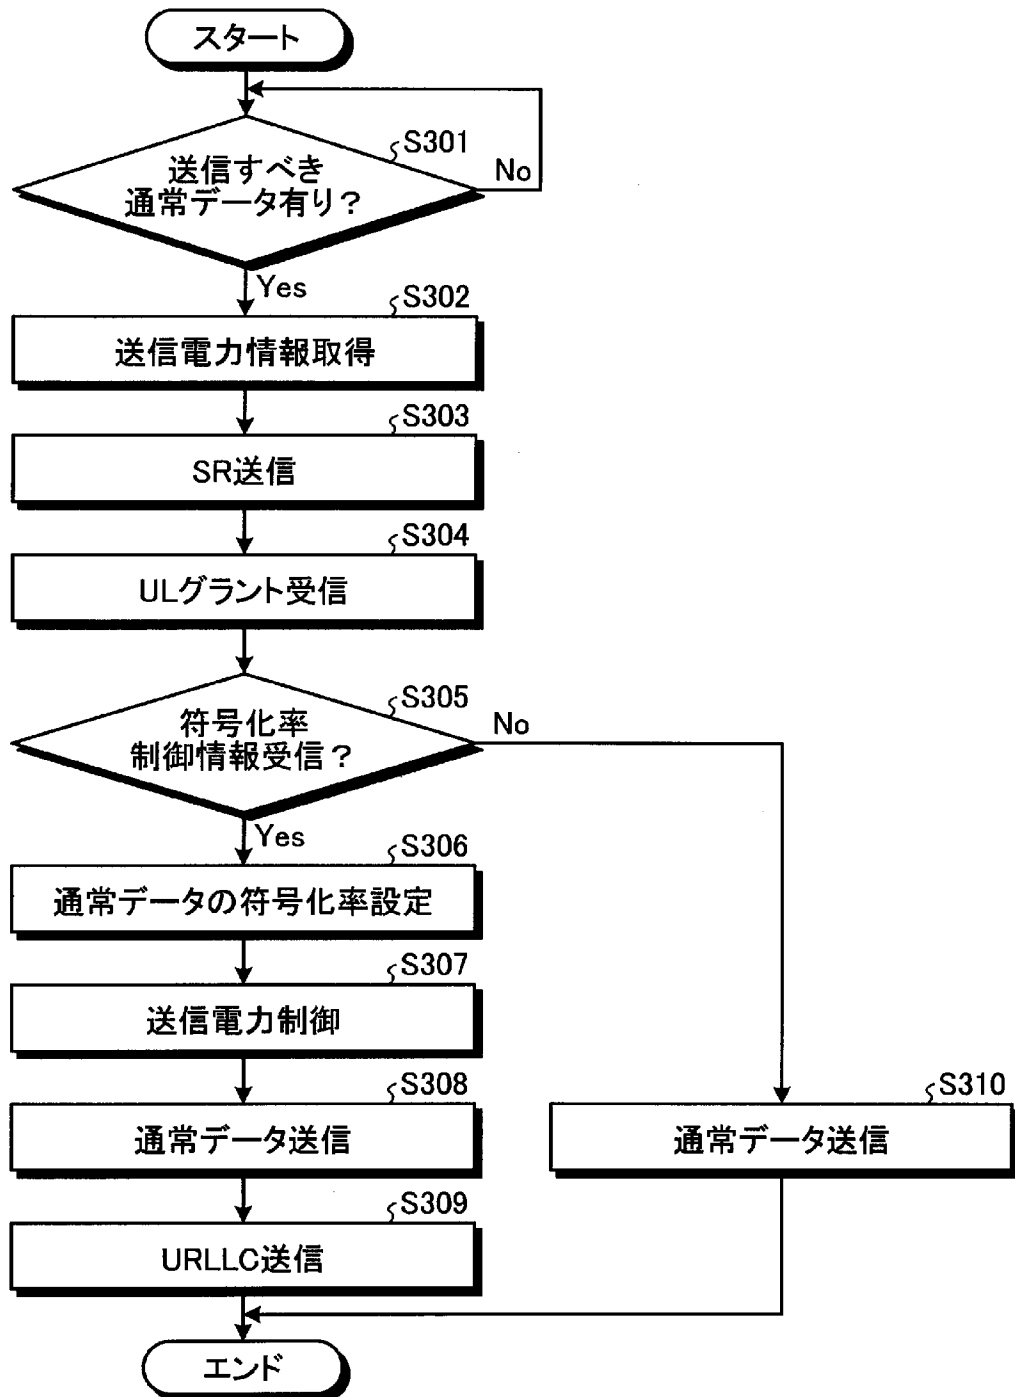 スタート
S301
送信すべき
通常データ有り？
No
Yes
S302
送信電力情報取得
S303
SR送信
S304
ULグラント受信
S305
符号化率
制御情報受信？
No
Yes
S306
通常データの符号化率設定
S307
送信電力制御
S308
通常データ送信
S310
通常データ送信
S309
URLLC送信
エンド